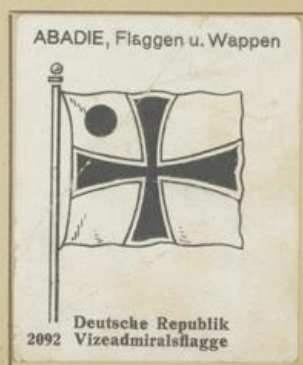 ABADIE, Flaggen u. Wappen
Deutsche Republik
2092 Vizeadmiralsflagge